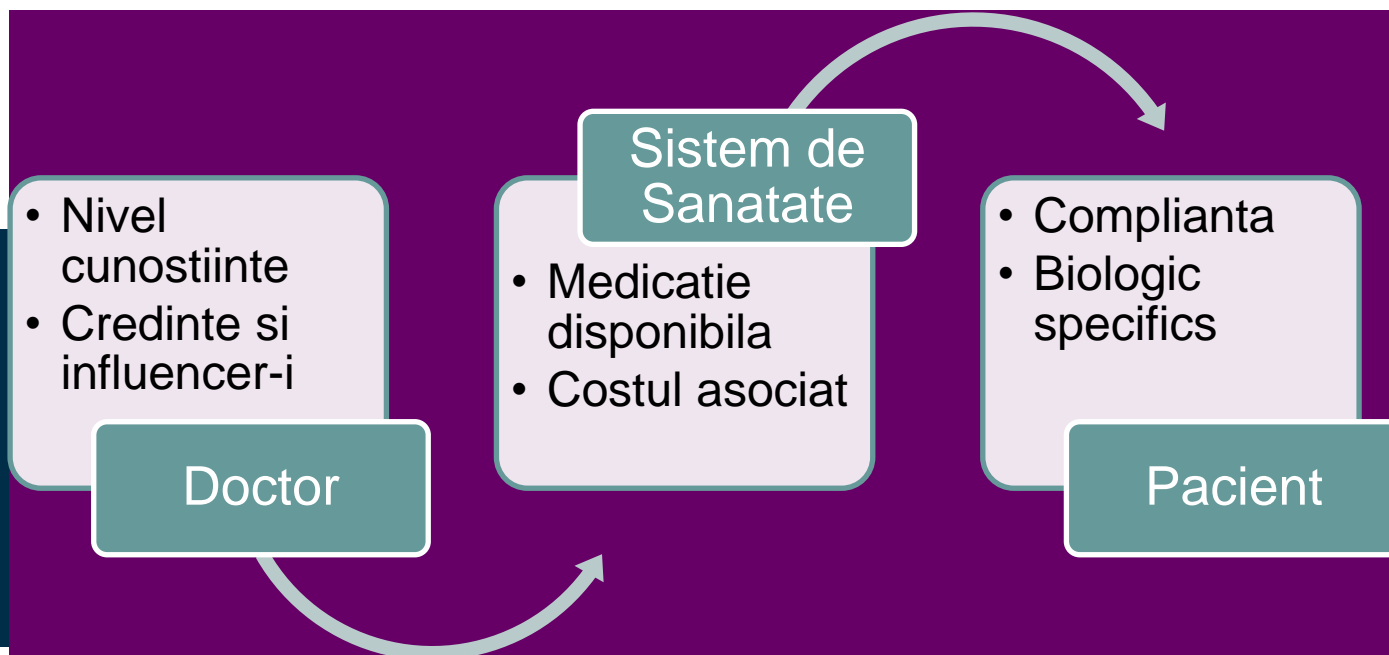 • Nivel
cunostiinte
• Credinte si
influencer-i
Doctor
Sistem de
Sanatate
• Medicatie
disponibila
• Costul asociat
• Complianta
• Biologic
specifics
Pacient